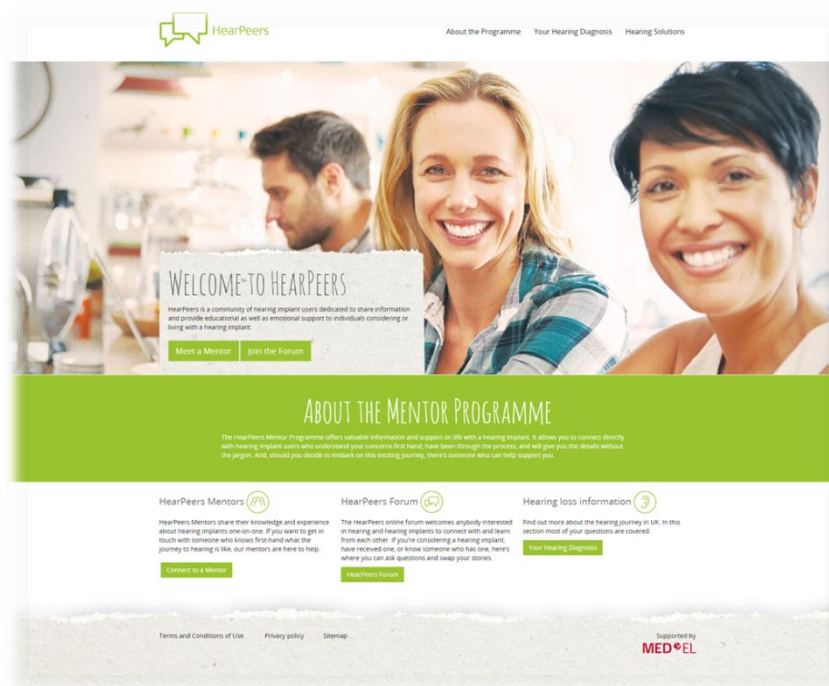 HearPeers
About the Programme Your Hearing Diagnosis Hearing Solutions
WELCOME TO HEARPEERS
HearPeers is a community of hearing implant users dedicated to share information
and provide educational as well as emotional support to individuals considering or
living with a hearing implant.
Meet a Mentor Join the Forum
ABOUT THE MENTOR PROGRAMME
The HearPeers Mentor Programme offers valuable information and support on life with a hearing implant. It allows you to connect directly
with hearing implant users who understand your concerns first hand, have been through the process, and will give you the details without
the jargon. And, should you decide to embark on this exciting journey, there's someone who can help support you.
HearPeers Mentors
HearPeers Mentors share their knowledge and experience
about hearing implants one-on-one. If you want to get in
touch with someone who knows first-hand what the
journey to hearing is like, our mentors are here to help.
Connect to a Mentor
HearPeers Forum
The HearPeers online forum welcomes anybody interested
in hearing and hearing implants to connect with and learn
from each other. If you're considering a hearing implant,
have received one, or know someone who has one, here's
where you can ask questions and swap your stories.
HearPeers Forum
Hearing loss information
Find out more about the hearing journey in UK. In this
section most of your questions are covered.
Your Hearing Diagnosis
Terms and Conditions of Use Privacy policy Sitemap
Supported by
MED EL